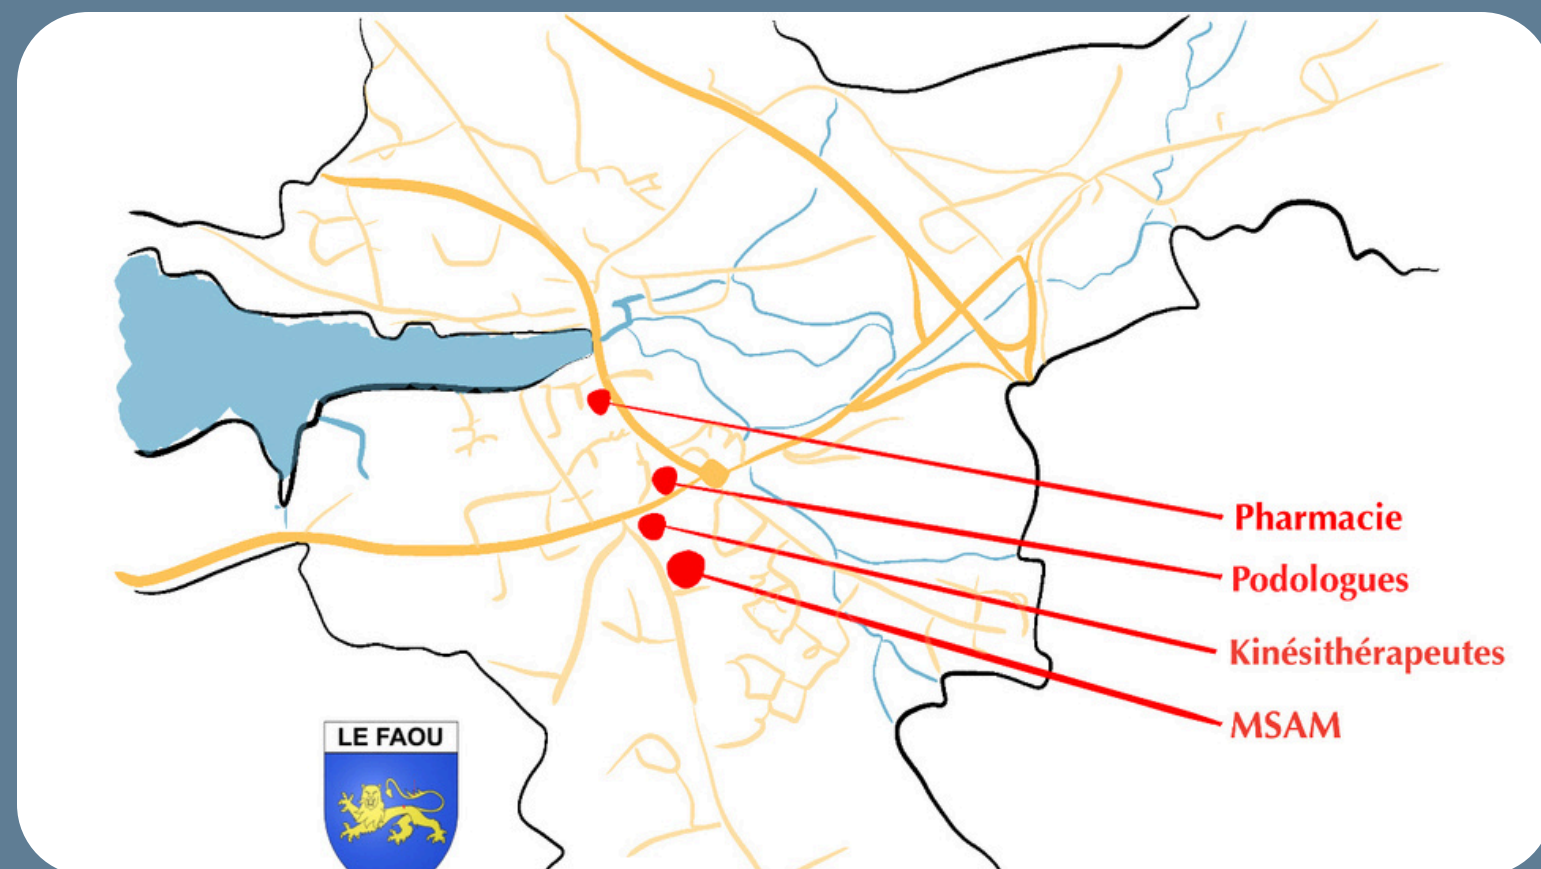 Pharmacie
Podologues
Kinésithérapeutes
MSAM
LE FAOU